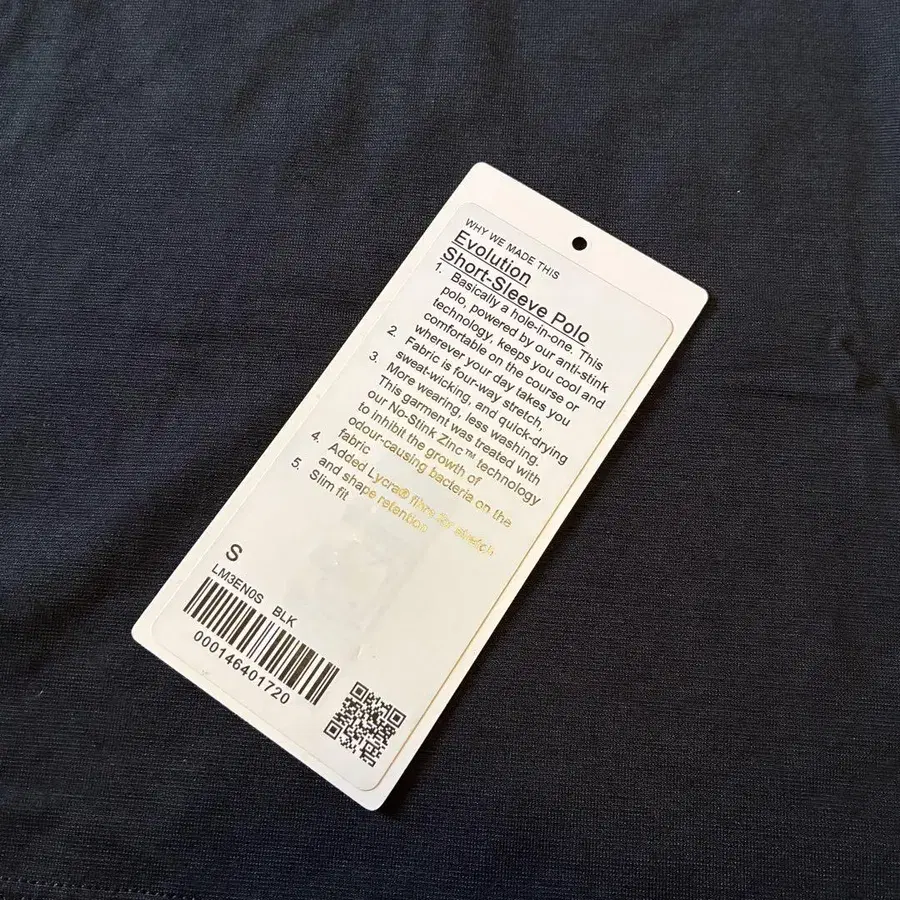 WHY WE MADE THIS
Evolution
Short-Sleeve Polo
1. Basically a hole-in-one. This
polo, powered by our anti-stink
technology, keeps you cool and
comfortable on the course or
wherever your day takes you
2 Fabric is four-way stretch,
sweat-wicking, and quick-drying
3. More wearing, less washing.
This garment was treated with
our No-Stink Zinc™ technology
to inhibit the growth of
odour-causing bacteria on the
fabric
4. Added Lycra® fibre for stretch
and shape retention
5. Slim fit
S
LM3EN0S BLK
000146401720